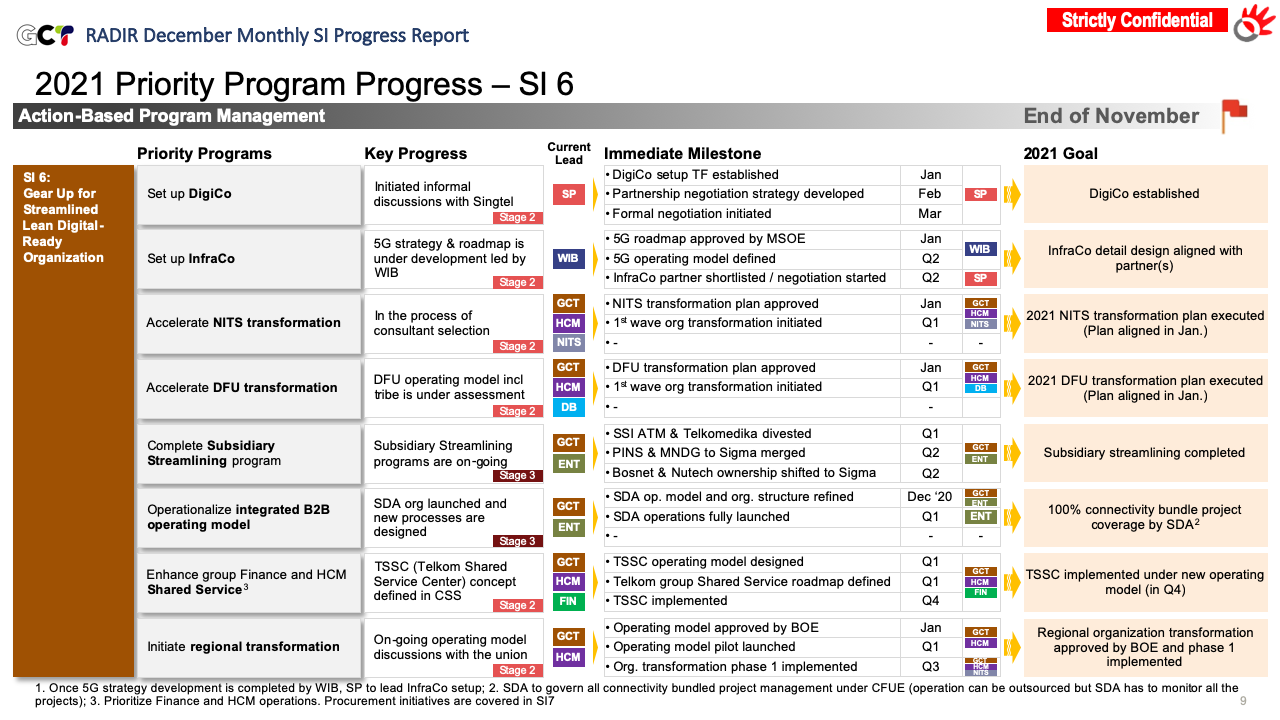 GCT RADIR December Monthly SI Progress Report
Strictly Confidential
2021 Priority Program Progress – SI 6
Action-Based Program Management
End of November
Priority Programs
Key Progress
Current
Lead
Immediate Milestone
2021 Goal
SI 6:
Gear Up for
Streamlined
Lean Digital-
Ready
Organization
Set up DigiCo
Initiated informal
discussions with Singtel
Stage 2
SP
• DigiCo setup TF established
Jan
• Partnership negotiation strategy developed
Feb
• Formal negotiation initiated
Mar
SP
DigiCo established
Set up InfraCo
5G strategy & roadmap is
under development led by
WIB
Stage 2
WIB
• 5G roadmap approved by MSOE
Jan
• 5G operating model defined
Q2
• InfraCo partner shortlisted / negotiation started
Q2
WIB
SP
InfraCo detail design aligned with
partner(s)
Accelerate NITS transformation
In the process of
consultant selection
Stage 2
GCT
HCM
NITS
• NITS transformation plan approved
Jan
• 1st wave org transformation initiated
Q1
• -
-
GCT
HCM
NITS
-
2021 NITS transformation plan executed
(Plan aligned in Jan.)
Accelerate DFU transformation
DFU operating model incl
tribe is under assessment
Stage 2
GCT
HCM
DB
• DFU transformation plan approved
Jan
• 1st wave org transformation initiated
Q1
• -
-
GCT
HCM
DB
2021 DFU transformation plan executed
(Plan aligned in Jan.)
Complete Subsidiary
Streamlining program
Subsidiary Streamlining
programs are on-going
Stage 3
GCT
ENT
• SSI ATM & Telkomedika divested
Q1
• PINS & MNDG to Sigma merged
Q2
• Bosnet & Nutech ownership shifted to Sigma
Q2
GCT
ENT
Subsidiary streamlining completed
Operationalize integrated B2B
operating model
SDA org launched and
new processes are
designed
Stage 3
GCT
ENT
• SDA op. model and org. structure refined
Dec ‘20
• SDA operations fully launched
Q1
• -
-
GCT
ENT
ENT
-
100% connectivity bundle project
coverage by SDA2
Enhance group Finance and HCM
Shared Service3
TSSC (Telkom Shared
Service Center) concept
defined in CSS
Stage 2
GCT
HCM
FIN
• TSSC operating model designed
Q1
• Telkom group Shared Service roadmap defined
Q1
• TSSC implemented
Q4
GCT
HCM
FIN
TSSC implemented under new operating
model (in Q4)
Initiate regional transformation
On-going operating model
discussions with the union
Stage 2
GCT
HCM
• Operating model approved by BOE
Jan
• Operating model pilot launched
Q1
• Org. transformation phase 1 implemented
Q3
GCT
HCM
GCT
HCM
NITS
Regional organization transformation
approved by BOE and phase 1
implemented
1. Once 5G strategy development is completed by WIB, SP to lead InfraCo setup; 2. SDA to govern all connectivity bundled project management under CFUE (operation can be outsourced but SDA has to monitor all the
projects); 3. Prioritize Finance and HCM operations. Procurement initiatives are covered in SI7
9